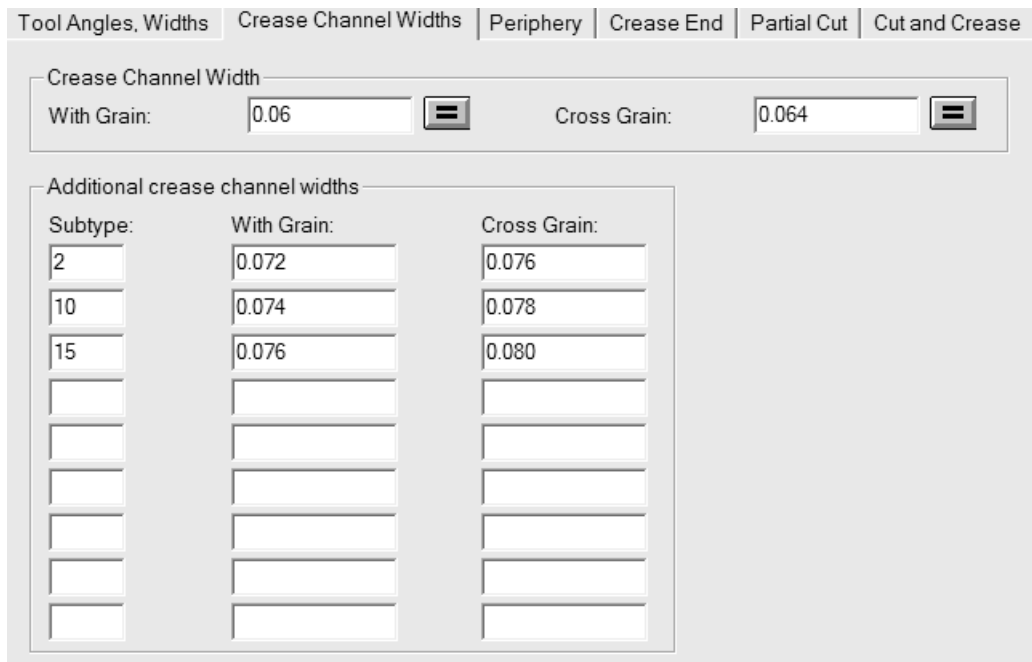 Tool Angles, Widths Crease Channel Widths Periphery Crease End Partial Cut Cut and Crease
Crease Channel Width
With Grain: 0.06 Cross Grain: 0.064
Additional crease channel widths
Subtype: With Grain: Cross Grain:
2 0.072 0.076
10 0.074 0.078
15 0.076 0.080